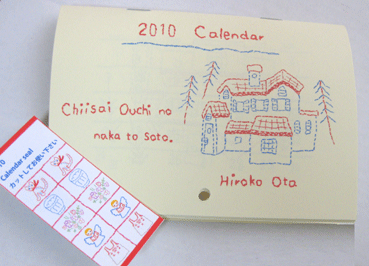 2010 Calendar
Chiisai Ouchi no
naka to Soto.
Hiroko Ota
10
Calendar seal
カットしてお使い下さい